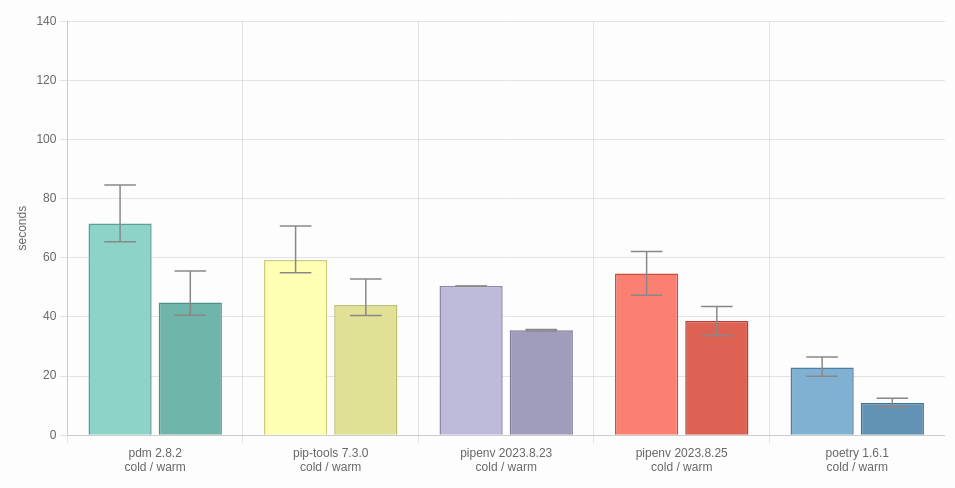 140
120
100
80
60
40
20
0
seconds
pdm 2.8.2
cold / warm
pip-tools 7.3.0
cold / warm
pipenv 2023.8.23
cold / warm
pipenv 2023.8.25
cold / warm
poetry 1.6.1
cold / warm